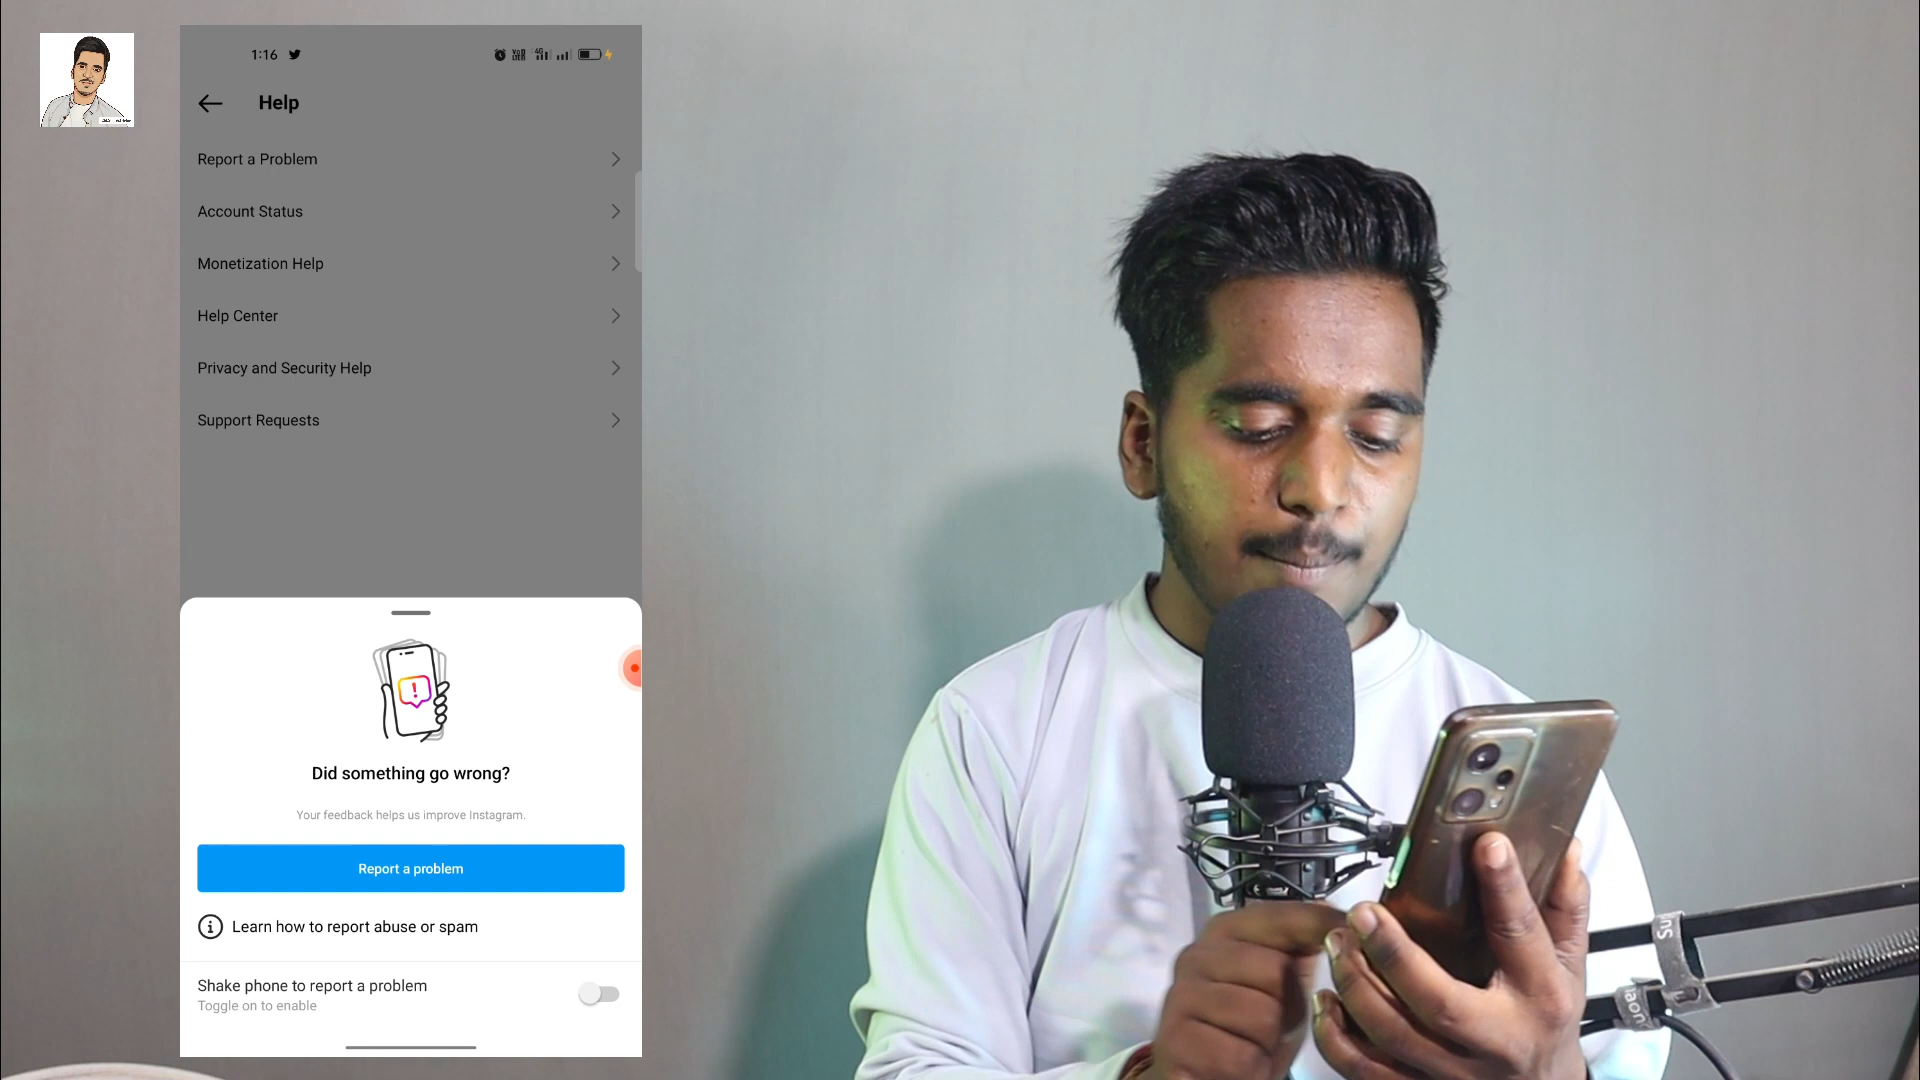 1:16
4G
Help
Report a Problem
Account Status
Monetization Help
Help Center
Privacy and Security Help
Support Requests
Did something go wrong?
Your feedback helps us improve Instagram.
Report a problem
Learn how to report abuse or spam
Shake phone to report a problem
Toggle on to enable